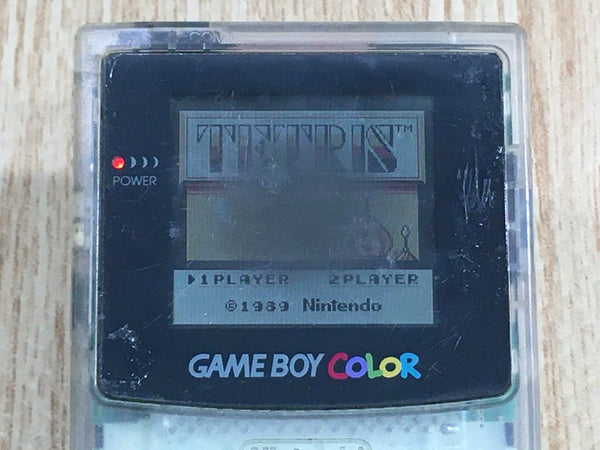 TETRIS™
POWER
▶1PLAYER 2PLAYER
©1989 Nintendo
GAME BOY COLOR